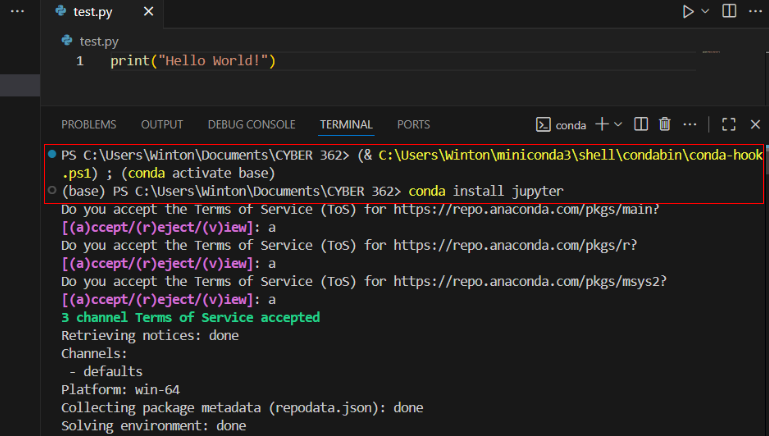 test.py
test.py
1 print("Hello World!")
PROBLEMS OUTPUT DEBUG CONSOLE TERMINAL PORTS conda
PS C:\Users\Winton\Documents\CYBER 362> (& C:\Users\Winton\miniconda3\shell\condabin\conda-hook
.ps1) ; (conda activate base)
(base) PS C:\Users\Winton\Documents\CYBER 362> conda install jupyter
Do you accept the Terms of Service (ToS) for https://repo.anaconda.com/pkgs/main?
[(a)ccept/(r)eject/(v)iew]: a
Do you accept the Terms of Service (ToS) for https://repo.anaconda.com/pkgs/r?
[(a)ccept/(r)eject/(v)iew]: a
Do you accept the Terms of Service (ToS) for https://repo.anaconda.com/pkgs/msys2?
[(a)ccept/(r)eject/(v)iew]: a
3 channel Terms of Service accepted
Retrieving notices: done
Channels:
 - defaults
Platform: win-64
Collecting package metadata (repodata.json): done
Solving environment: done